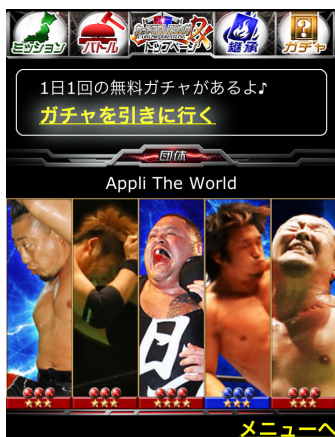 ミッション
バトル
トップページ
継承
ガチャ
1日1回の無料ガチャがあるよ♪
ガチャを引きに行く
団体
Appli The World
メニューへ